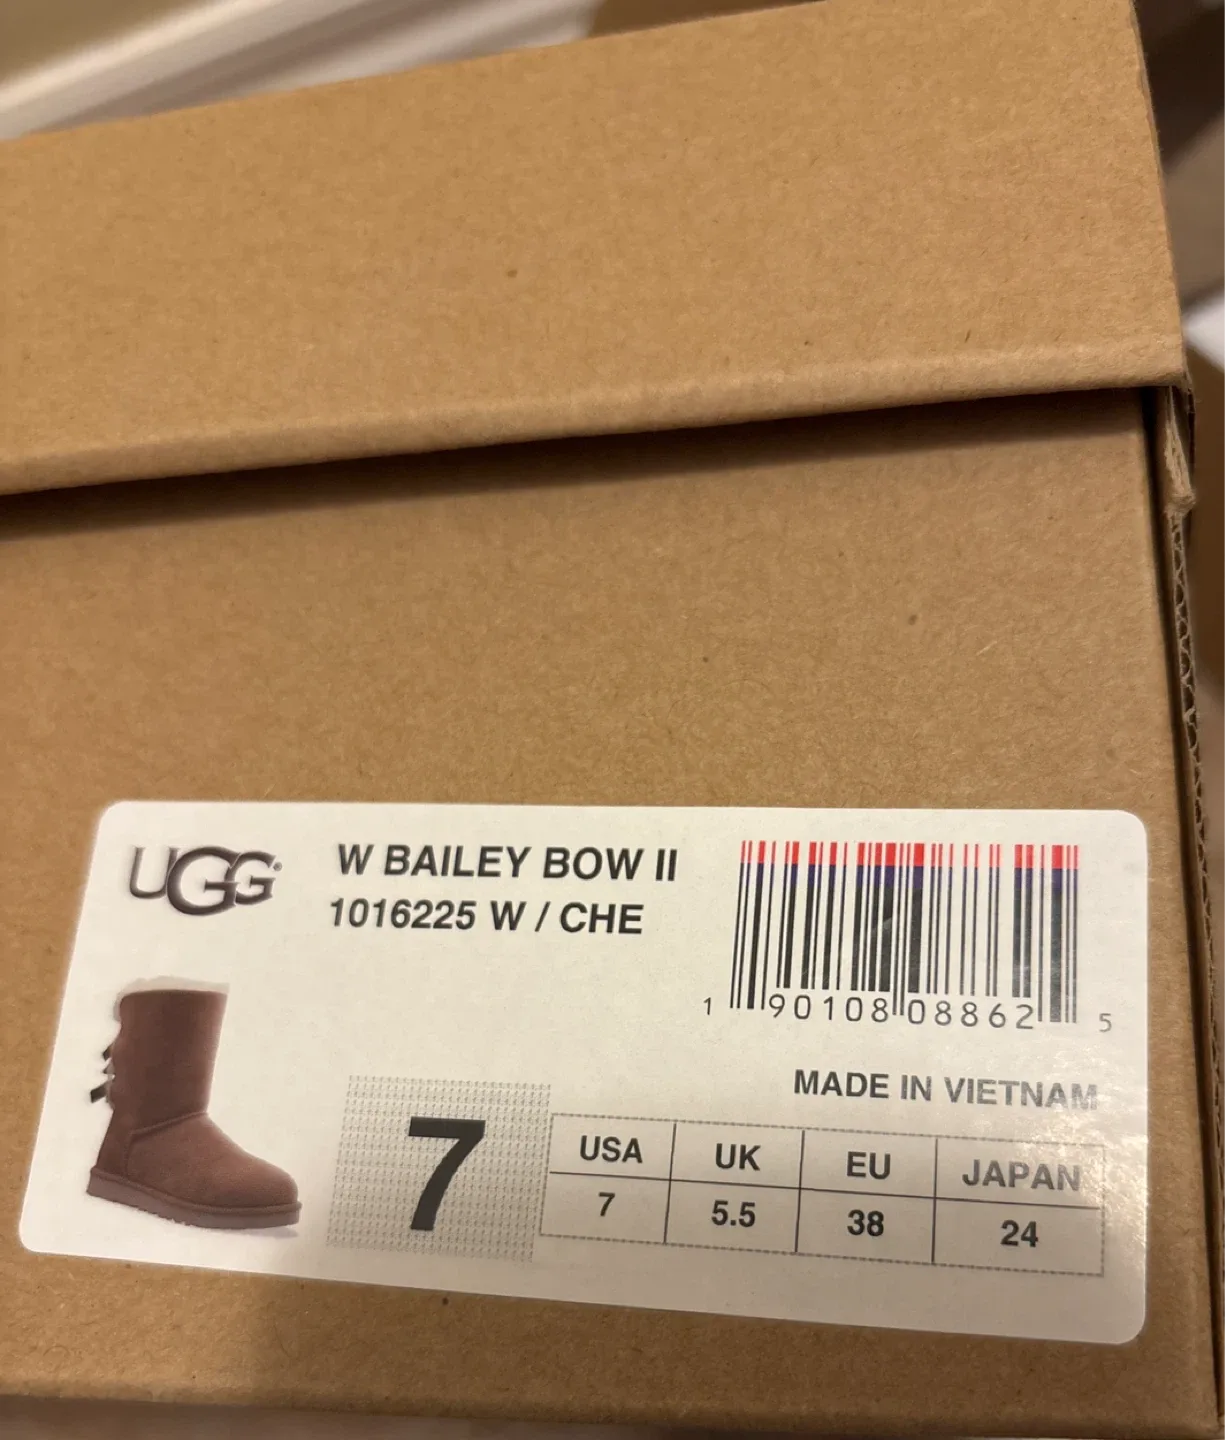 UGG®
W BAILEY BOW II
1016225 W / CHE
1 90108 08862 5
MADE IN VIETNAM
7
USA UK EU JAPAN
7 5.5 38 24